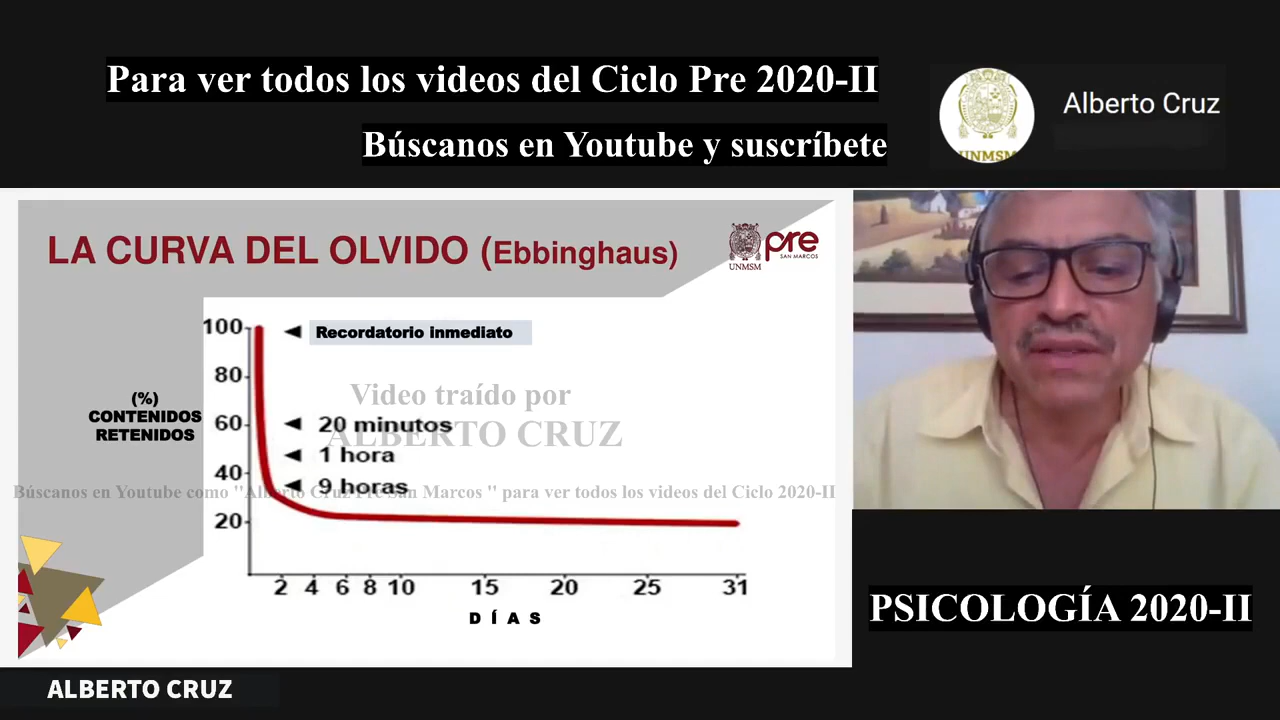 Para ver todos los videos del Ciclo Pre 2020-II
Búscanos en Youtube y suscríbete
UNMSM
Alberto Cruz
LA CURVA DEL OLVIDO (Ebbinghaus)
UNMSM
pre
SAN MARCOS
100
Recordatorio inmediato
80
(%)
CONTENIDOS
RETENIDOS
Video traído por
ALBERTO CRUZ
60
20 minutos
1 hora
40
9 horas
Búscanos en Youtube como "Alberto Cruz Pre San Marcos " para ver todos los videos del Ciclo 2020-II
20
2 4 6 8 10 15 20 25 31
DÍAS
PSICOLOGÍA 2020-II
ALBERTO CRUZ